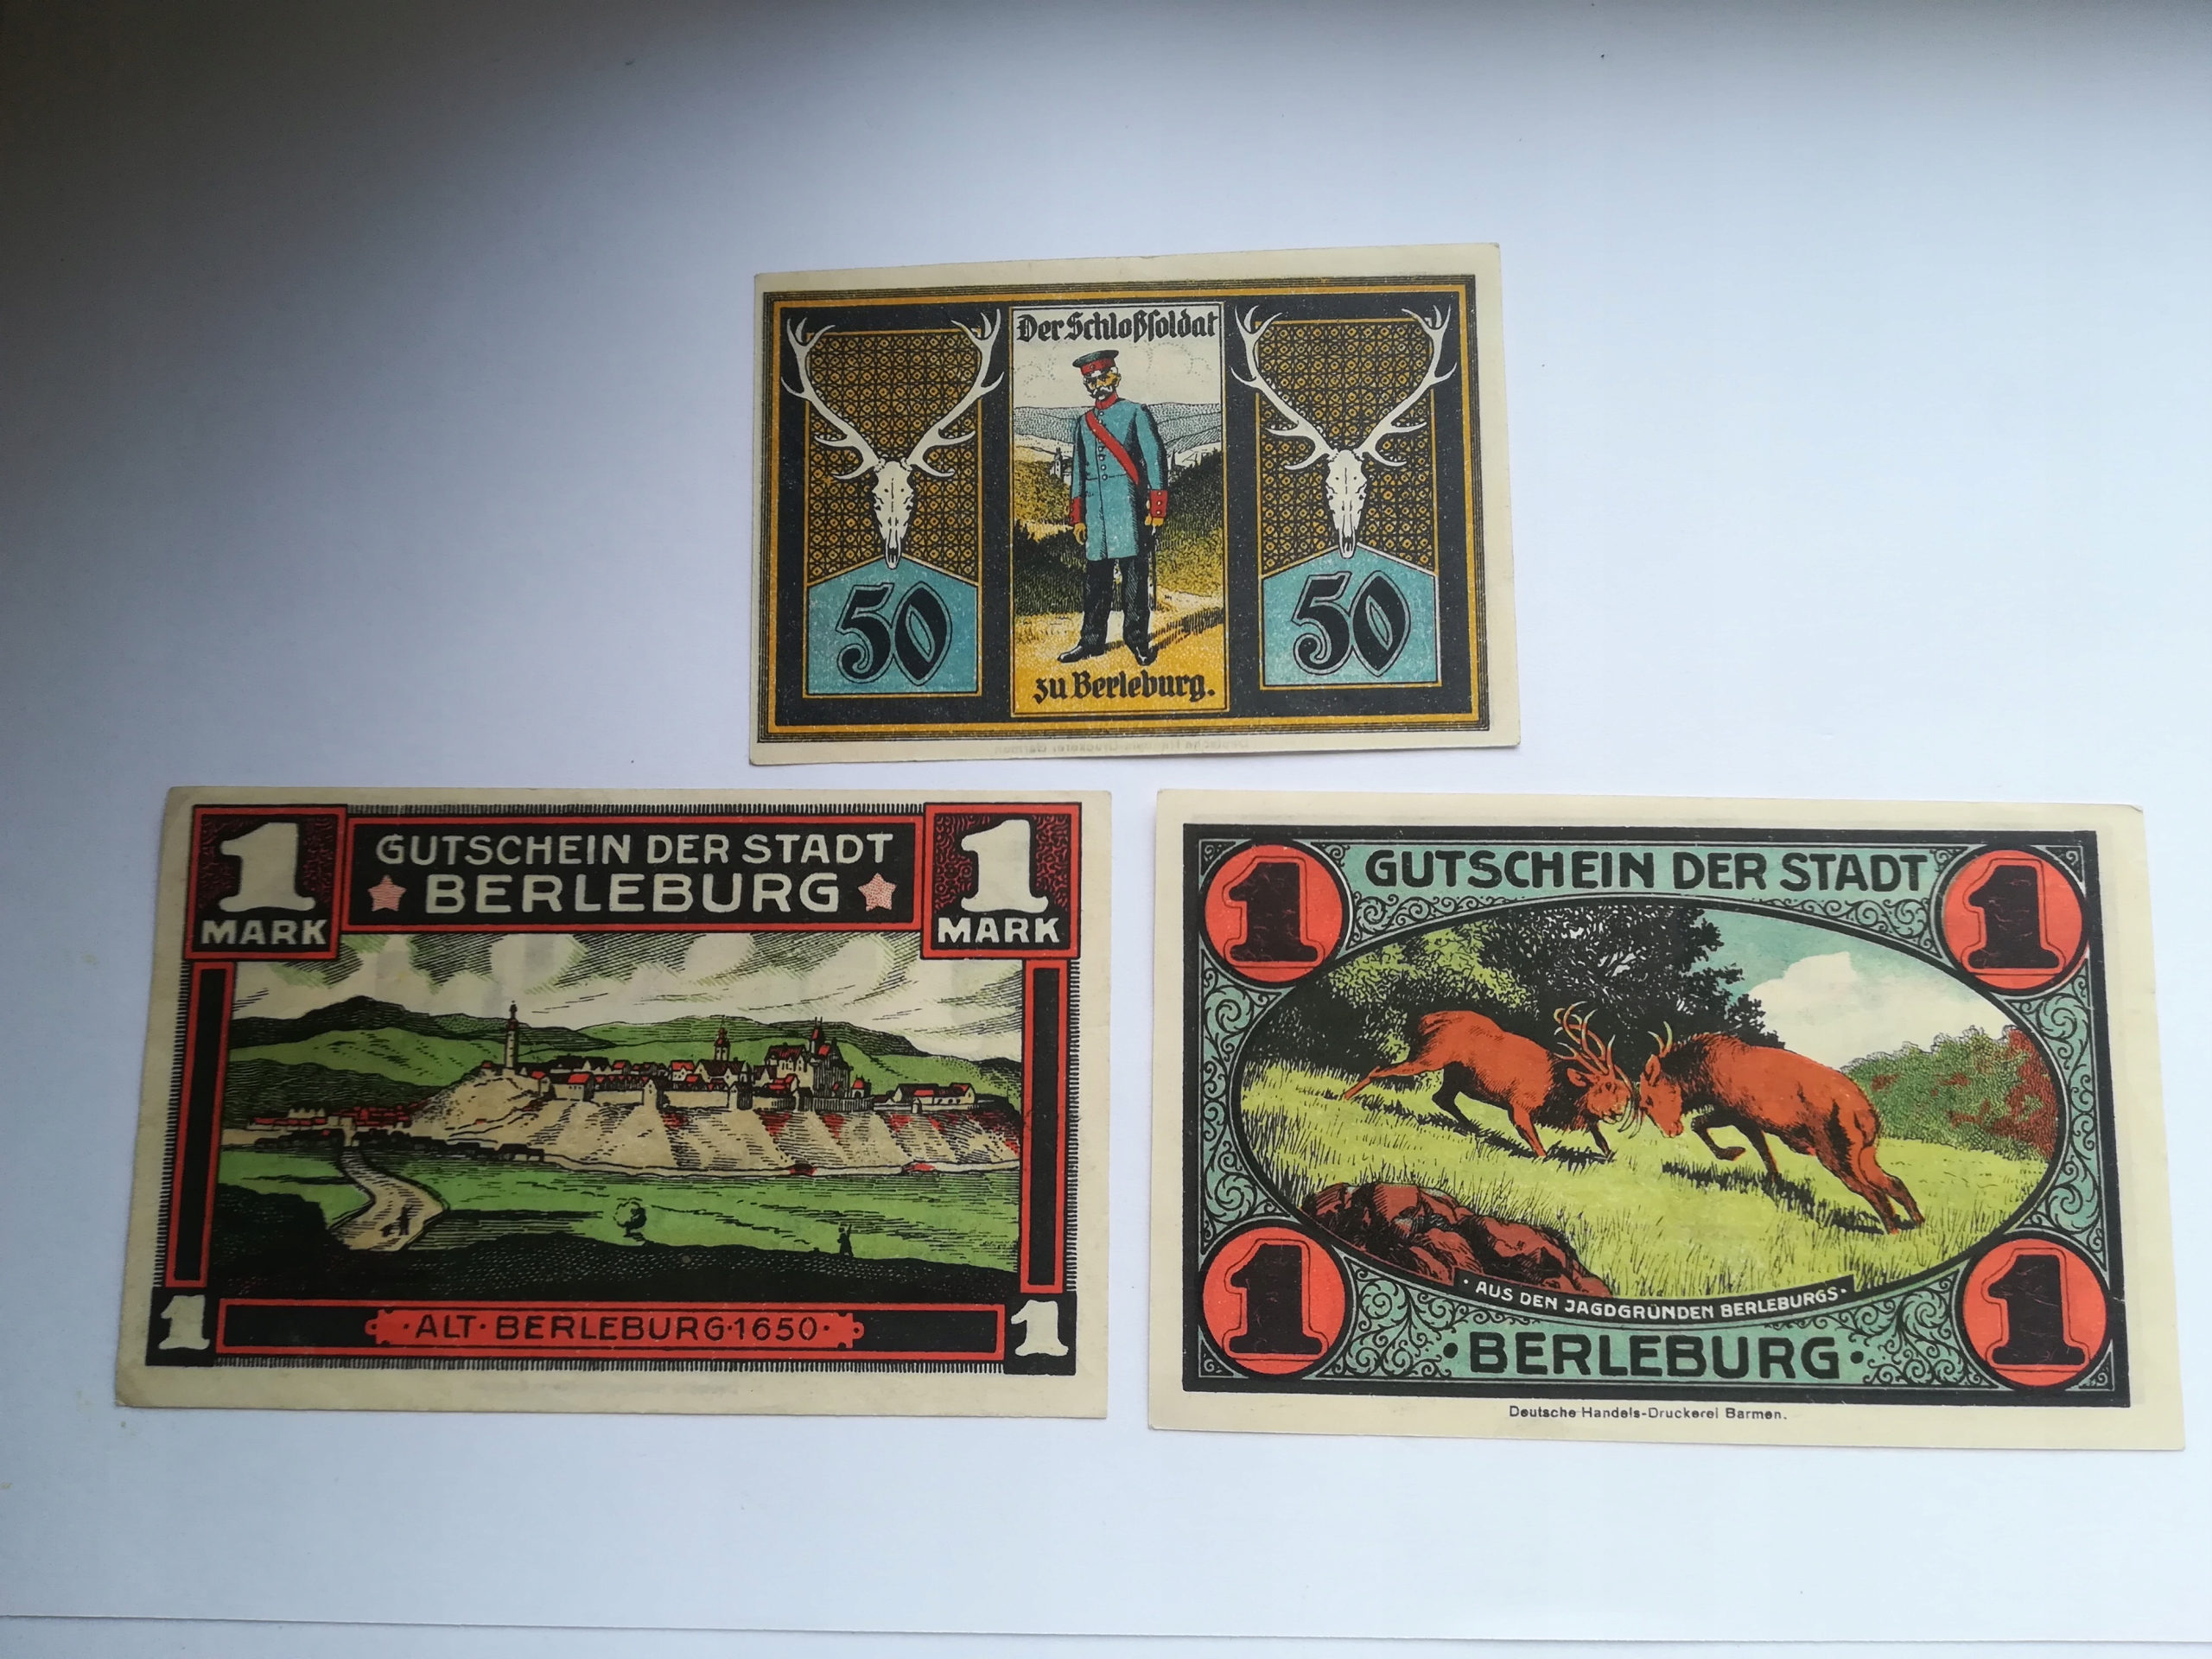 Der Schloßsoldat
50
50
zu Berleburg.
1
MARK
GUTSCHEIN DER STADT
BERLEBURG
1
MARK
1
· ALT · BERLEBURG · 1650 ·
1
1
GUTSCHEIN DER STADT
1
1
· AUS DEN JAGDGRÜNDEN BERLEBURGS ·
· BERLEBURG ·
1
Deutsche Handels-Druckerei Barmen.